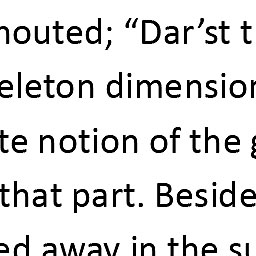 houted; “Dar’st t
eleton dimension
te notion of the g
that part. Beside
ed away in the su